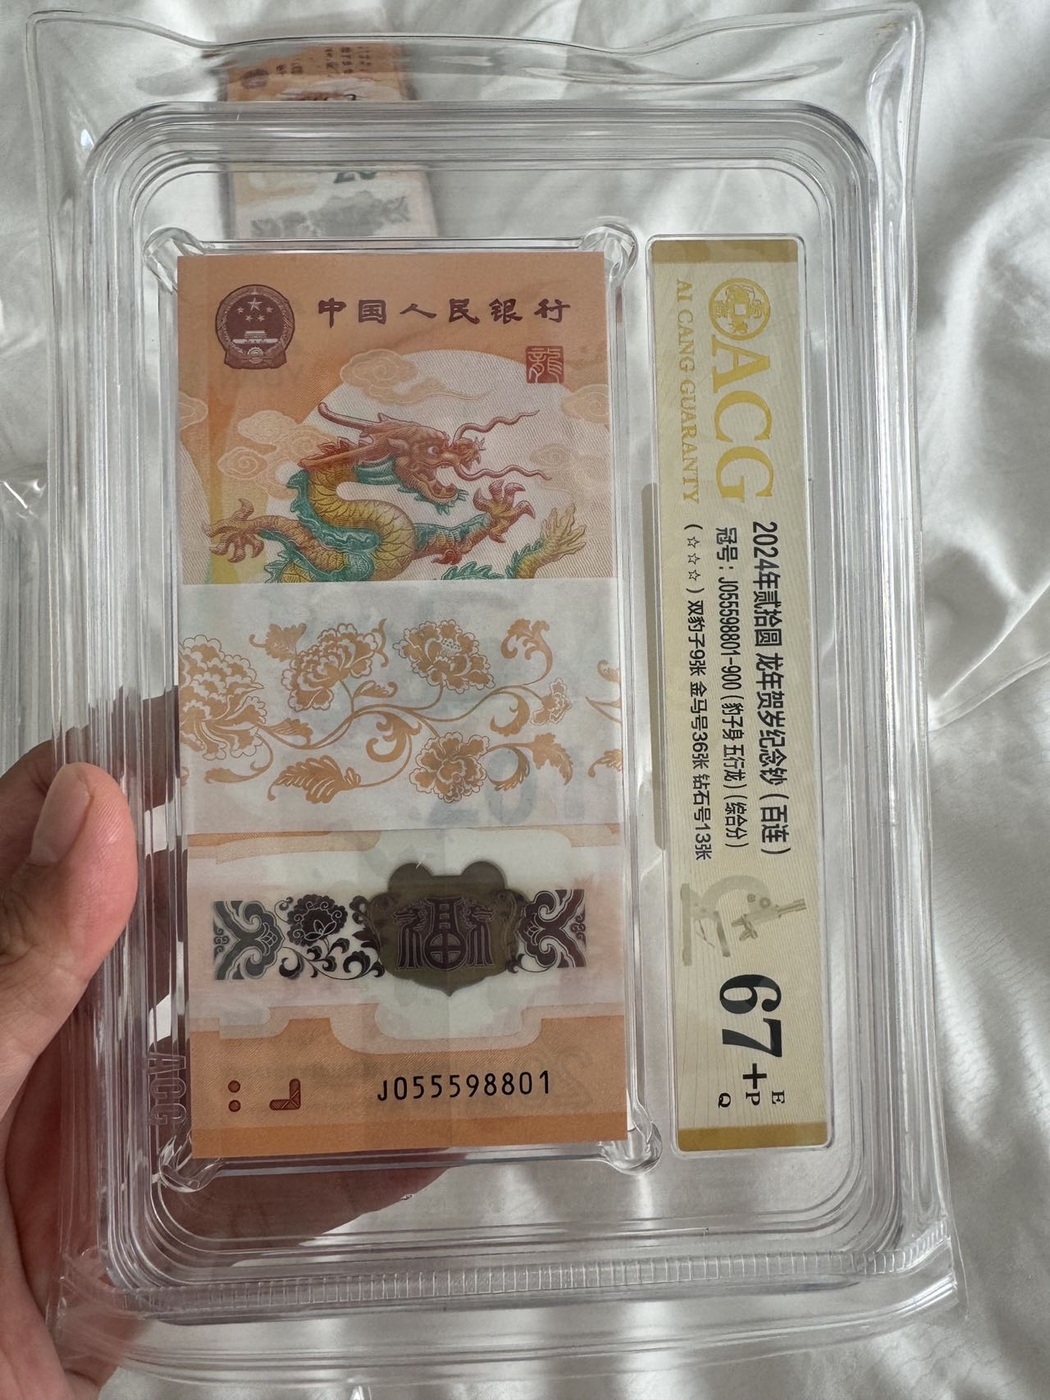 中国人民银行
龍
福
J055598801
ACG
AI CANG GUARANTY
2024年贰拾圆 龙年贺岁纪念钞（百连）
冠号：J055598801-900（豹子身 五行龙）（综合分）
（☆☆☆）双豹子9张 金马号36张 钻石号13张
67+EPQ
ACG